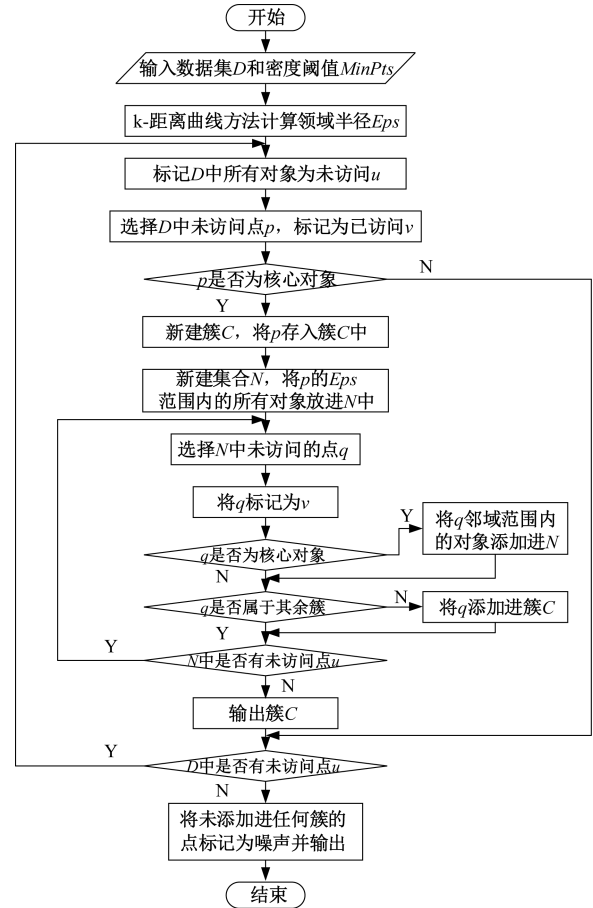 开始
输入数据集D和密度阈值MinPts
k-距离曲线方法计算领域半径Eps
标记D中所有对象为未访问u
选择D中未访问点p，标记为已访问v
p是否为核心对象
N
Y
新建簇C，将p存入簇C中
新建集合N，将p的Eps
范围内的所有对象放进N中
选择N中未访问的点q
将q标记为v
q是否为核心对象
Y
将q邻域范围内
的对象添加进N
N
q是否属于其余簇
N
将q添加进簇C
Y
N中是否有未访问点u
Y
N
输出簇C
D中是否有未访问点u
Y
N
将未添加进任何簇的
点标记为噪声并输出
结束